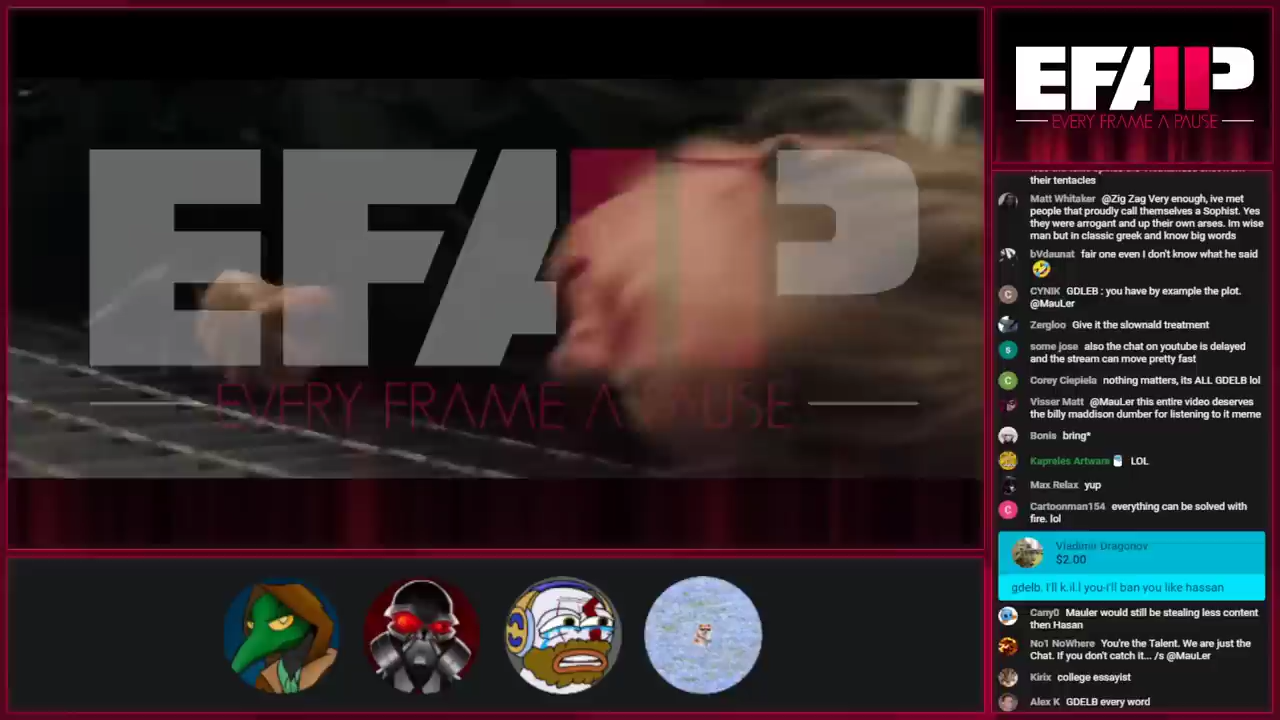 EFAP
EVERY FRAME A PAUSE
EFAP
EVERY FRAME A PAUSE
their tentacles
Matt Whitaker @Zig Zag Very enough, ive met
people that proudly call themselves a Sophist. Yes
they were arrogant and up their own arses. Im wise
man but in classic greek and know big words
bVdaunat fair one even I don't know what he said
🤣
CYNIK GDLEB : you have by example the plot.
@MauLer
Zergloo Give it the slownald treatment
some jose also the chat on youtube is delayed
and the stream can move pretty fast
Corey Ciepiela nothing matters, its ALL GDELB lol
Visser Matt @MauLer this entire video deserves
the billy maddison dumber for listening to it meme
Bonis bring*
Kapreles Artwani LOL
Max Relax yup
Cartoonman154 everything can be solved with
fire. lol
Vladimir Dragonov
$2.00
gdelb. I'll k.il.l you-I'll ban you like hassan
Cany0 Mauler would still be stealing less content
then Hasan
No1 NoWhere You're the Talent. We are just the
Chat. If you don't catch it... /s @MauLer
Kirix college essayist
Alex K GDELB every word